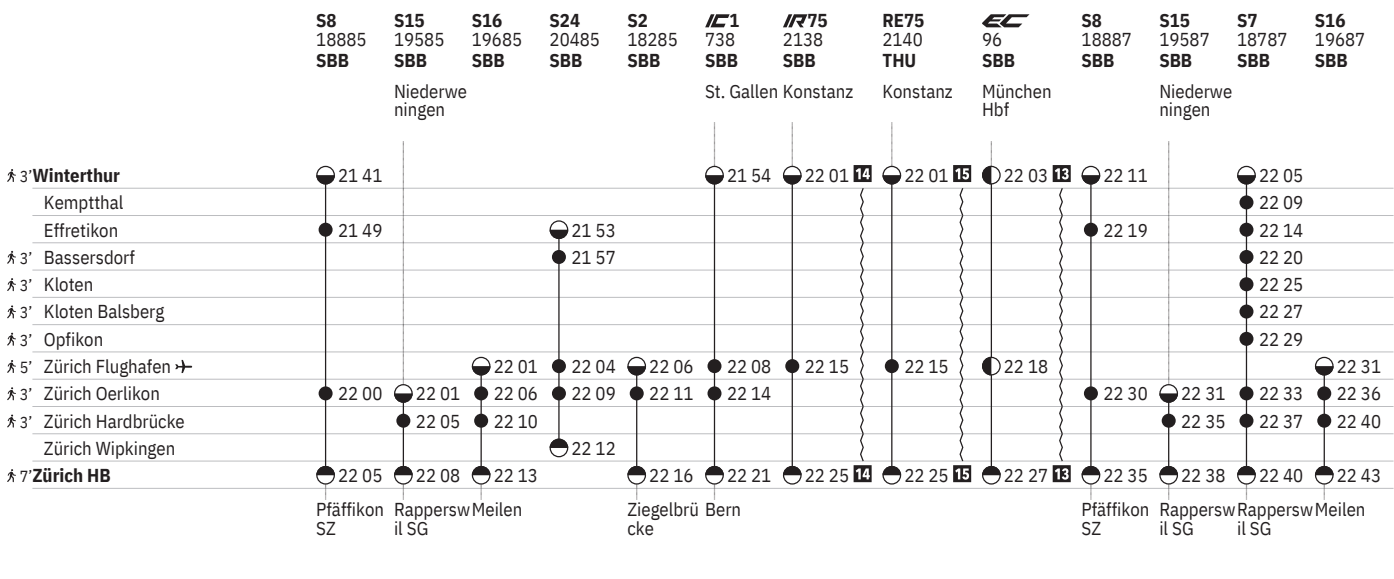 S8 S15 S16 S24 S2 IC1 IR75 RE75 EC S8 S15 S7 S16
18885 19585 19685 20485 18285 738 2138 2140 96 18887 19587 18787 19687
SBB SBB SBB SBB SBB SBB SBB THU SBB SBB SBB SBB SBB
Niederwe St. Gallen Konstanz Konstanz München Niederwe
ningen Hbf ningen
3’ Winterthur 21 41 21 54 22 01 14 22 01 15 22 03 13 22 11 22 05
Kemptthal 22 09
Effretikon 21 49 21 53 22 19 22 14
3’ Bassersdorf 21 57 22 20
3’ Kloten 22 25
3’ Kloten Balsberg 22 27
3’ Opfikon 22 29
5’ Zürich Flughafen 22 01 22 04 22 06 22 08 22 15 22 15 22 18 22 31
3’ Zürich Oerlikon 22 00 22 01 22 06 22 09 22 11 22 14 22 30 22 31 22 33 22 36
3’ Zürich Hardbrücke 22 05 22 10 22 35 22 37 22 40
Zürich Wipkingen 22 12
7’ Zürich HB 22 05 22 08 22 13 22 16 22 21 22 25 14 22 25 15 22 27 13 22 35 22 38 22 40 22 43
Pfäffikon Rappersw Meilen Ziegelbrü Bern Pfäffikon Rappersw Rappersw Meilen
SZ il SG cke SZ il SG il SG